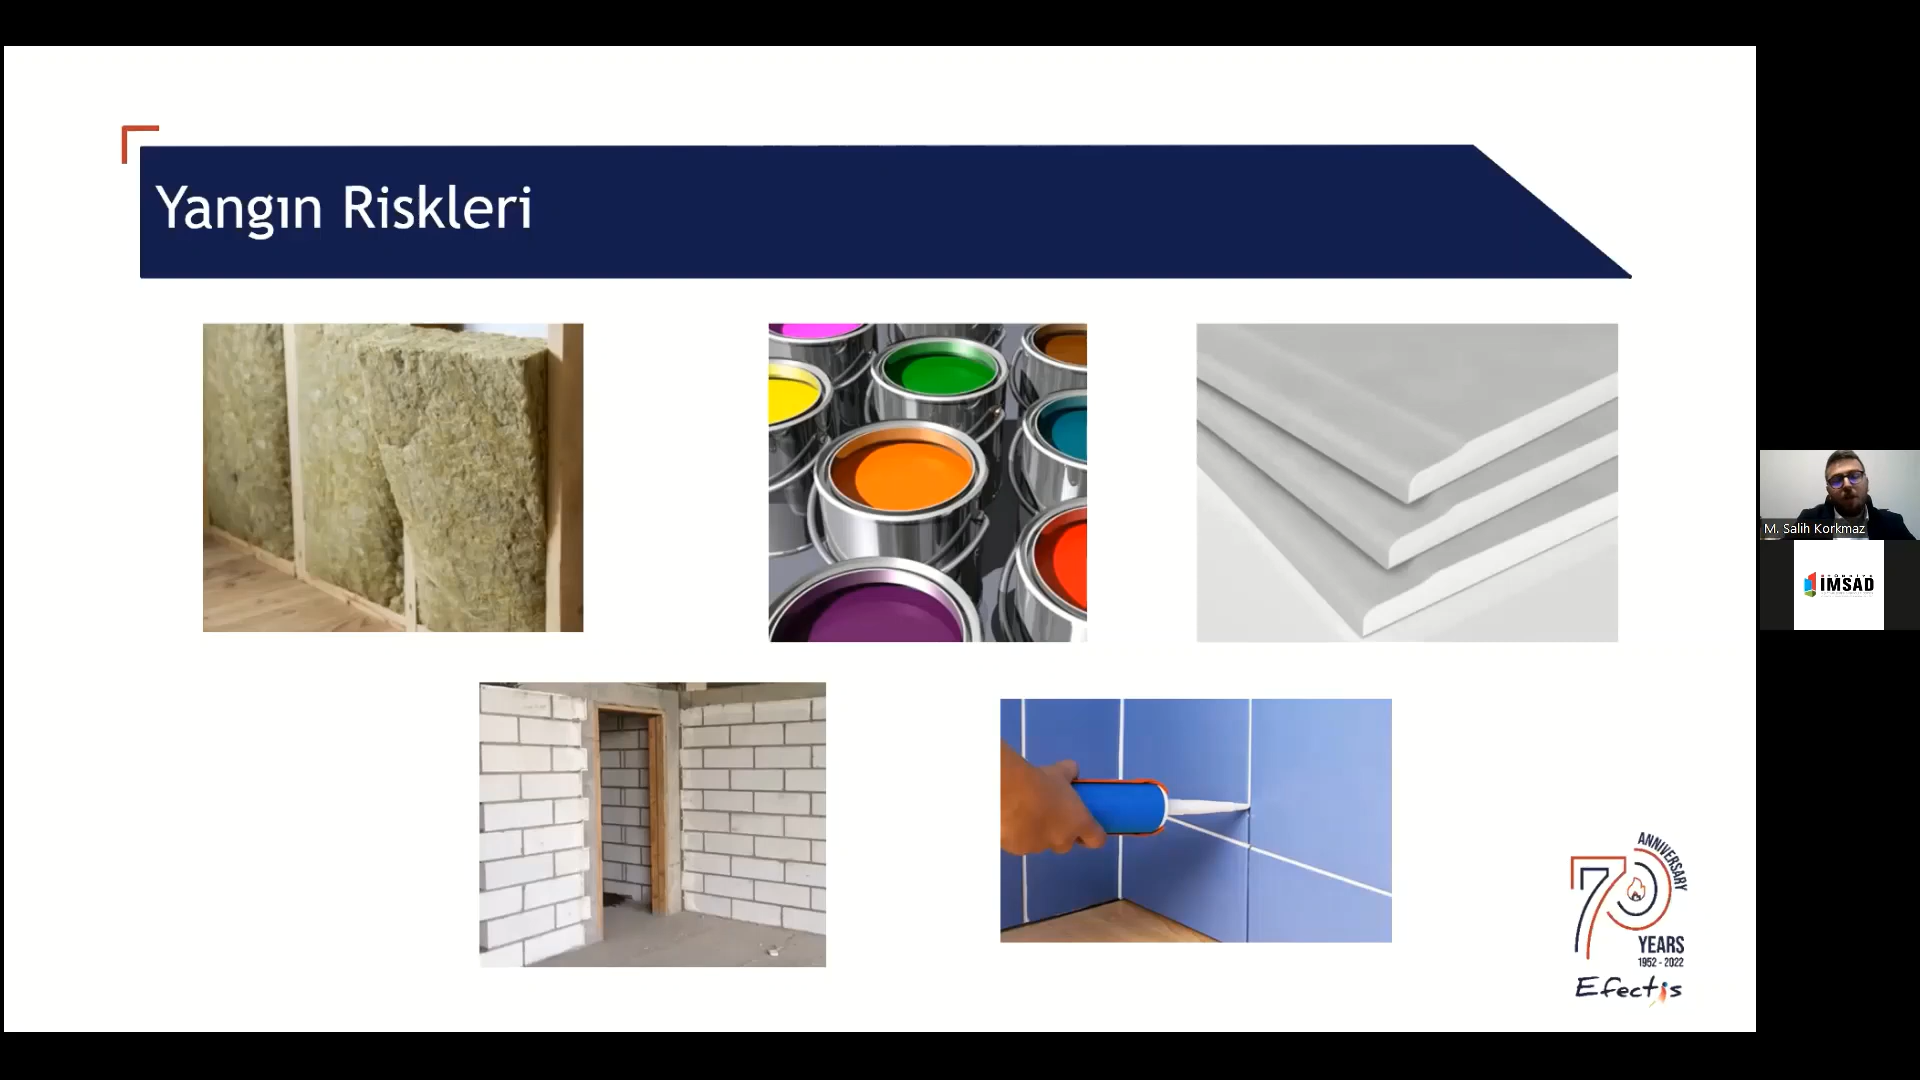 Yangın Riskleri
M. Salih Korkmaz
İMSAD
70
ANNIVERSARY
YEARS
1952 - 2022
Efectis